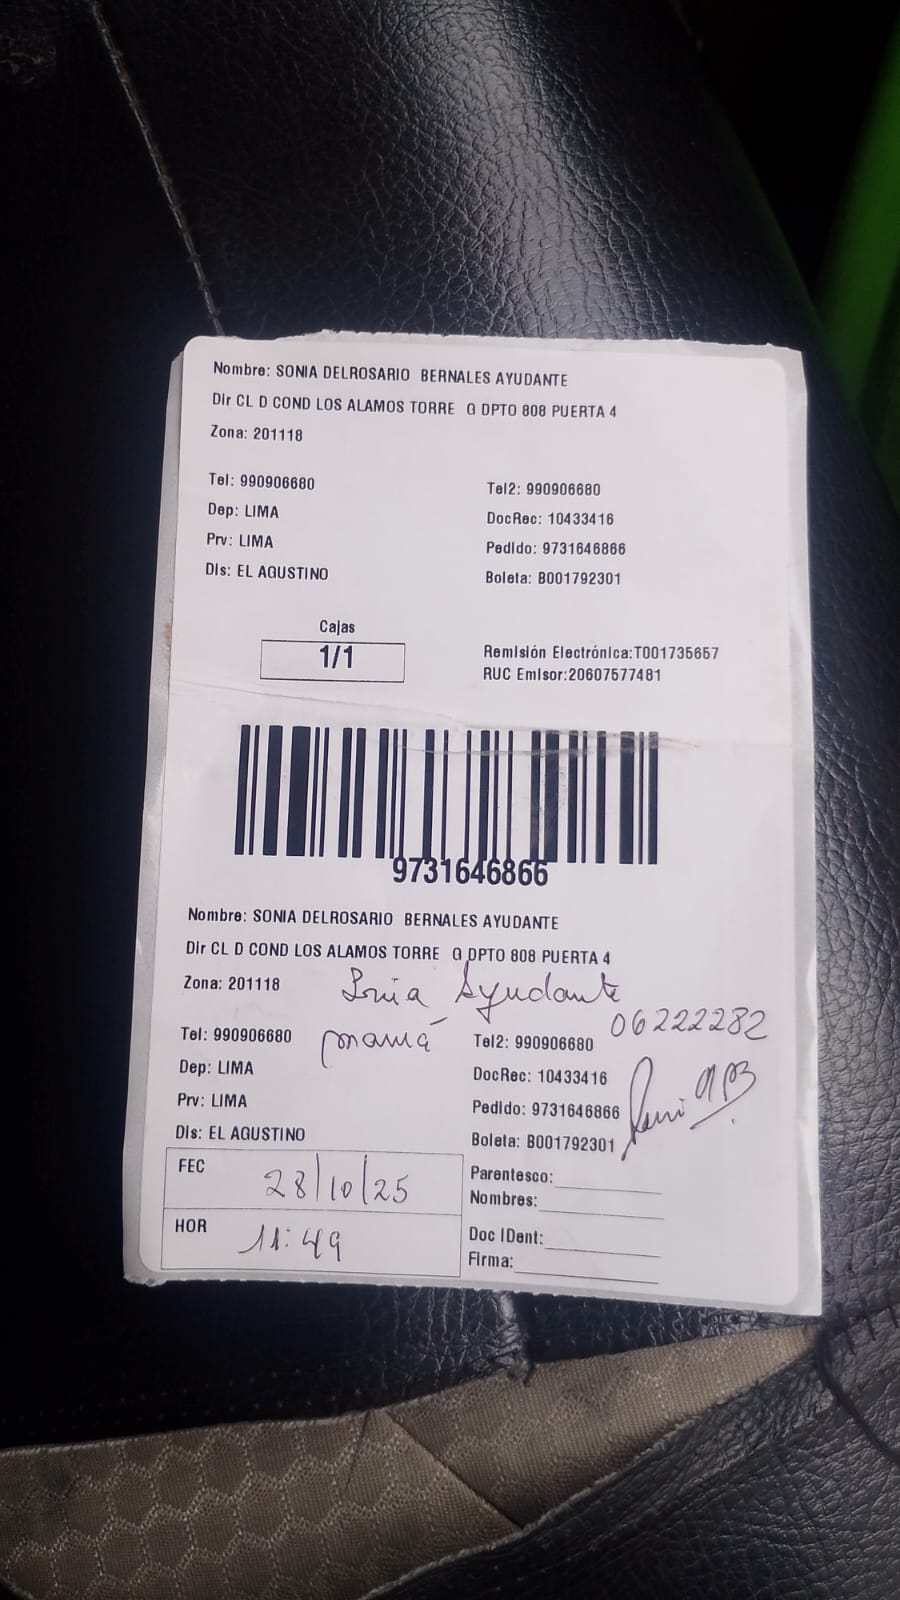 Nombre: SONIA DELROSARIO BERNALES AYUDANTE
Dir CL D COND LOS ALAMOS TORRE G DPTO 808 PUERTA 4
Zona: 201118
Tel: 990906680
Tel2: 990906680
Dep: LIMA
DocRec: 10433416
Prv: LIMA
Pedido: 9731646866
Dis: EL AGUSTINO
Boleta: B001792301
Cajas
1/1
Remisión Electrónica:T001735657
RUC Emisor:20607577481
9731646866
Nombre: SONIA DELROSARIO BERNALES AYUDANTE
Dir CL D COND LOS ALAMOS TORRE G DPTO 808 PUERTA 4
Zona: 201118
Sonia Ayudante
06222282
Tel: 990906680
mamá
Tel2: 990906680
Dep: LIMA
DocRec: 10433416
Prv: LIMA
Pedido: 9731646866
Dis: EL AGUSTINO
Boleta: B001792301
FEC 28/10/25
Parentesco:
Nombres:
HOR 11:49
Doc IDent:
Firma: